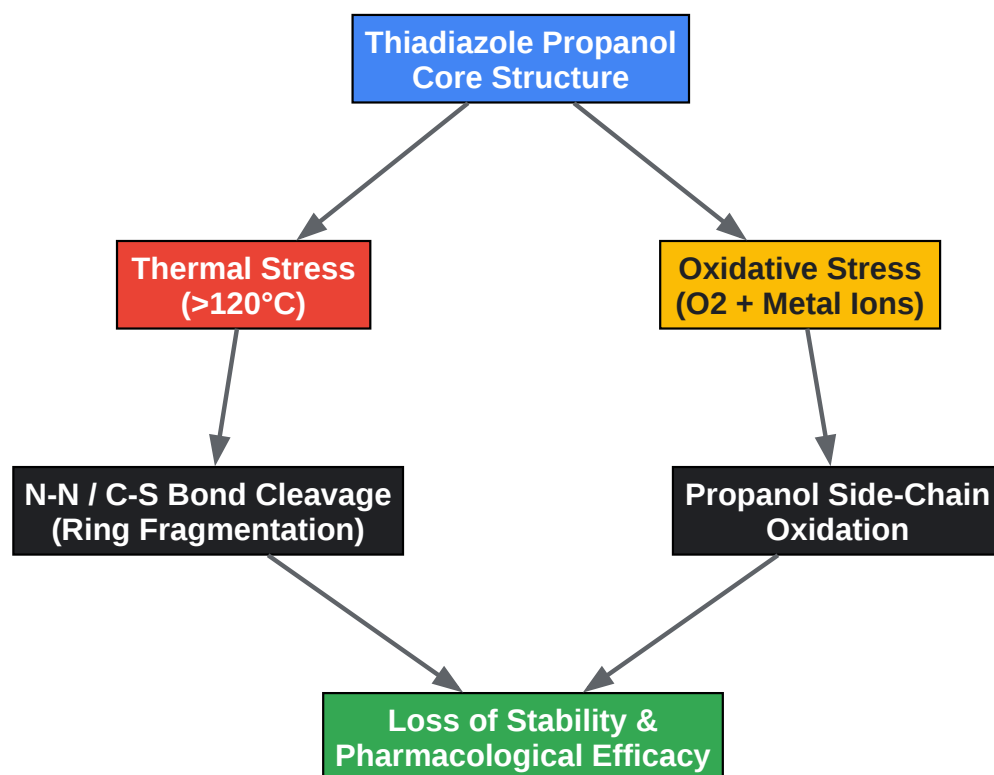 Thiadiazole Propanol
Core Structure
Thermal Stress
(>120°C)
Oxidative Stress
(O2 + Metal Ions)
N-N / C-S Bond Cleavage
(Ring Fragmentation)
Propanol Side-Chain
Oxidation
Loss of Stability &
Pharmacological Efficacy